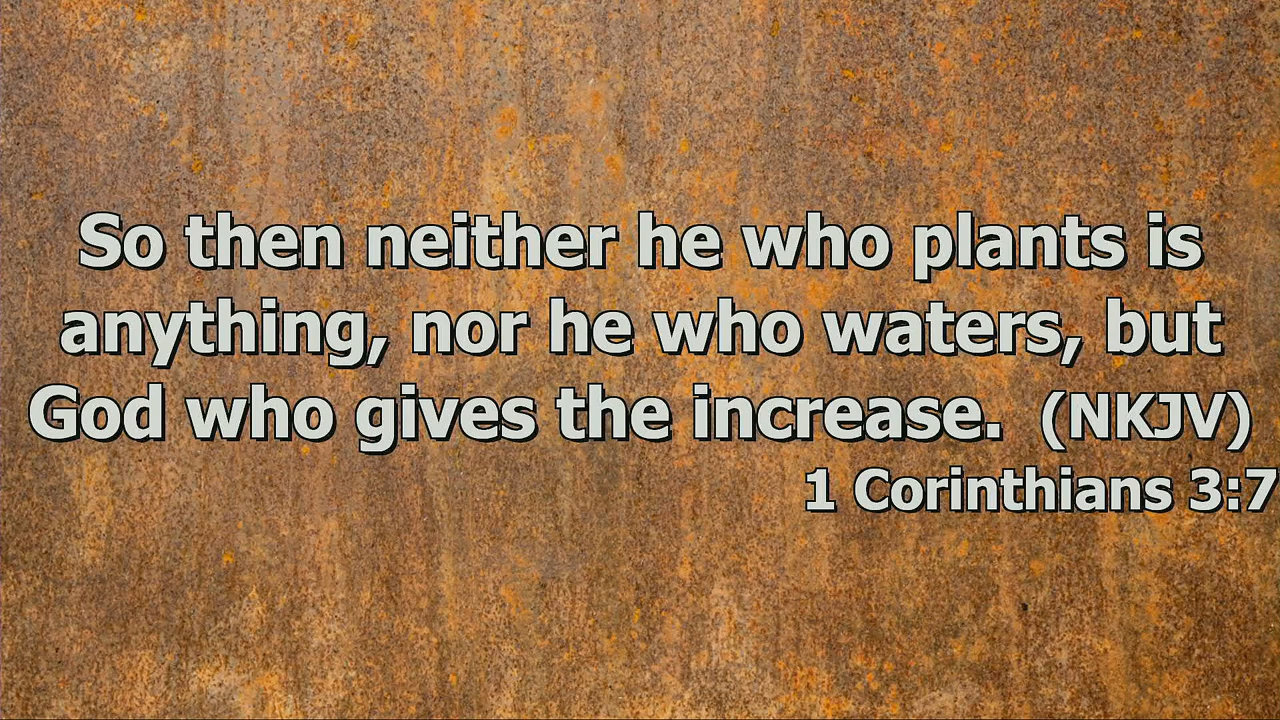 So then neither he who plants is
anything, nor he who waters, but
God who gives the increase. (NKJV)
1 Corinthians 3:7